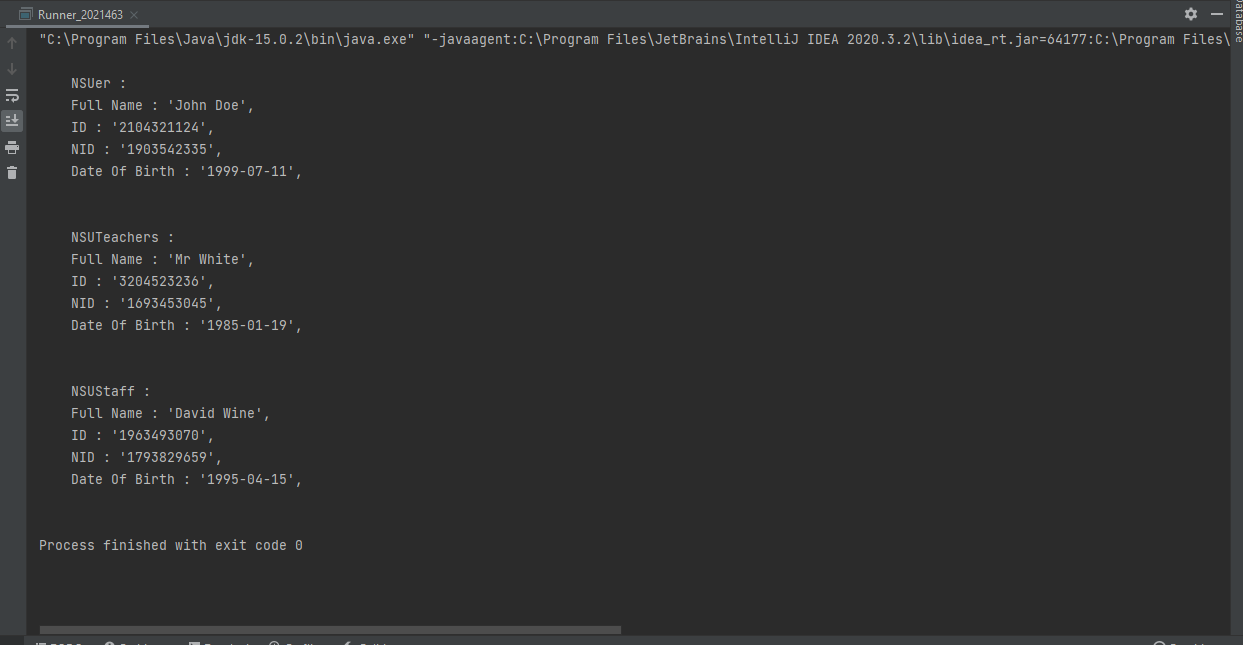 Runner_2021463
"C:\Program Files\Java\jdk-15.0.2\bin\java.exe" "-javaagent:C:\Program Files\JetBrains\IntelliJ IDEA 2020.3.2\lib\idea_rt.jar=64177:C:\Program Files\
NSUer :
Full Name : 'John Doe',
ID : '2104321124',
NID : '1903542335',
Date Of Birth : '1999-07-11',
NSUTeachers :
Full Name : 'Mr White',
ID : '3204523236',
NID : '1693453045',
Date Of Birth : '1985-01-19',
NSUStaff :
Full Name : 'David Wine',
ID : '1963493070',
NID : '1793829659',
Date Of Birth : '1995-04-15',
Process finished with exit code 0